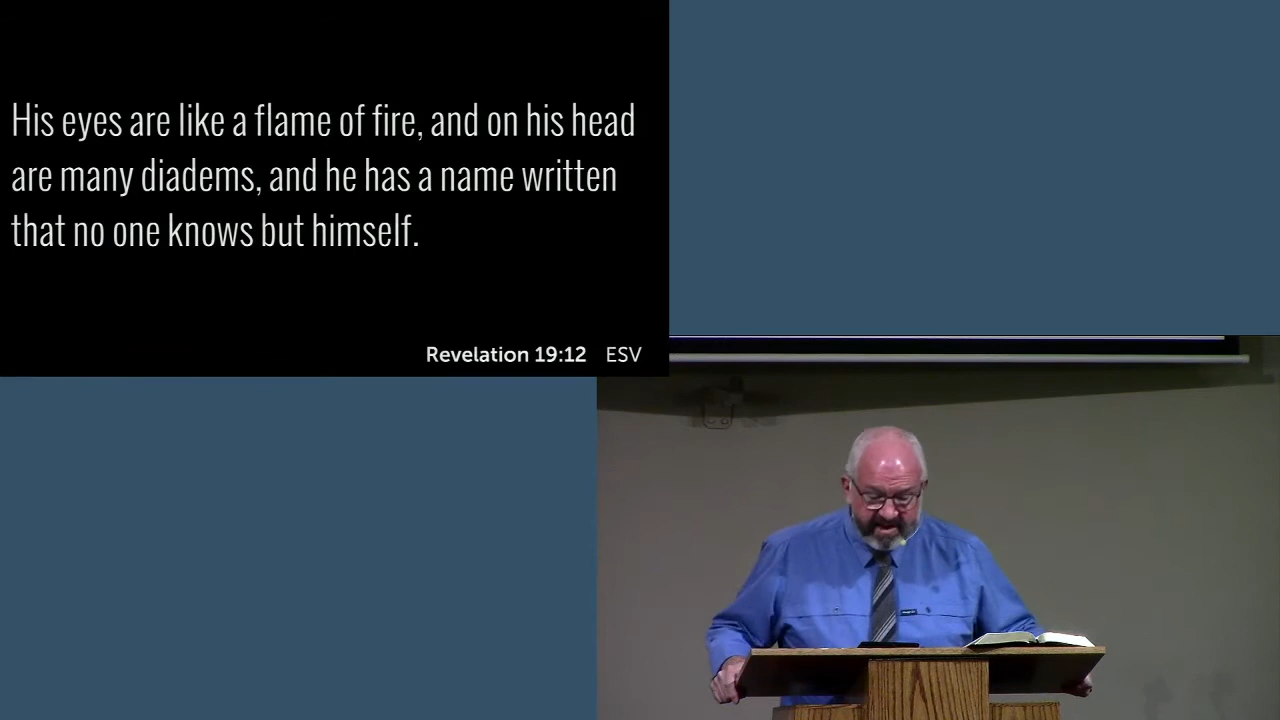 His eyes are like a flame of fire, and on his head
are many diadems, and he has a name written
that no one knows but himself.
Revelation 19:12 ESV